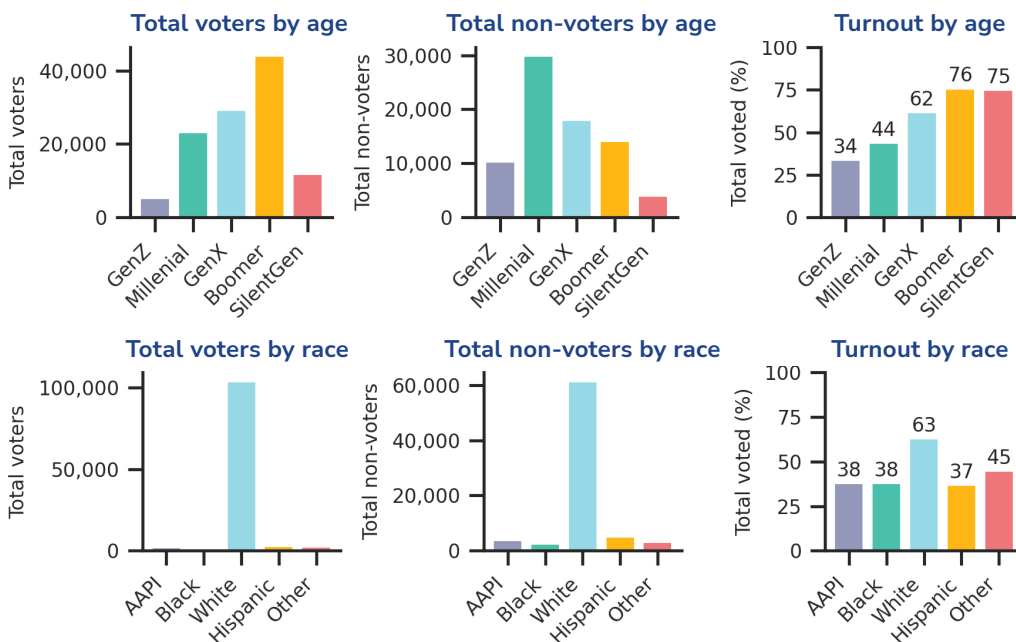 Total voters by age
Total voters
40,000
20,000
0
GenZ
Millenial
GenX
Boomer
SilentGen
Total non-voters by age
Total non-voters
30,000
20,000
10,000
0
GenZ
Millenial
GenX
Boomer
SilentGen
Turnout by age
Total voted (%)
100
75
50
25
0
34
44
62
76
75
GenZ
Millenial
GenX
Boomer
SilentGen
Total voters by race
Total voters
100,000
50,000
0
AAPI
Black
White
Hispanic
Other
Total non-voters by race
Total non-voters
60,000
40,000
20,000
0
AAPI
Black
White
Hispanic
Other
Turnout by race
Total voted (%)
100
75
50
25
0
38
38
63
37
45
AAPI
Black
White
Hispanic
Other